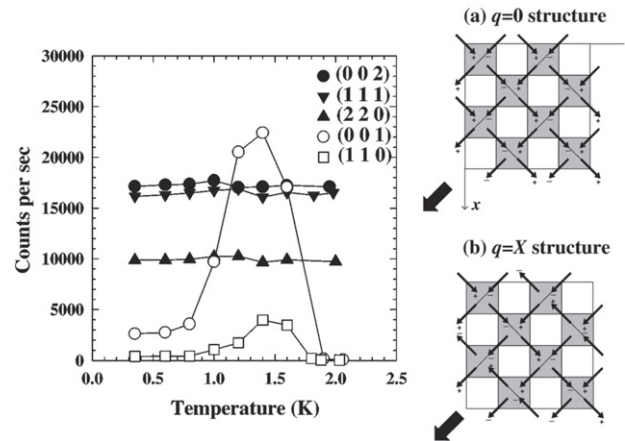 (a) q=0 structure
x
(b) q=X structure
Counts per sec
30000
25000
20000
15000
10000
5000
0
0.0 0.5 1.0 1.5 2.0 2.5
Temperature (K)
(0 0 2)
(1 1 1)
(2 2 0)
(0 0 1)
(1 1 0)